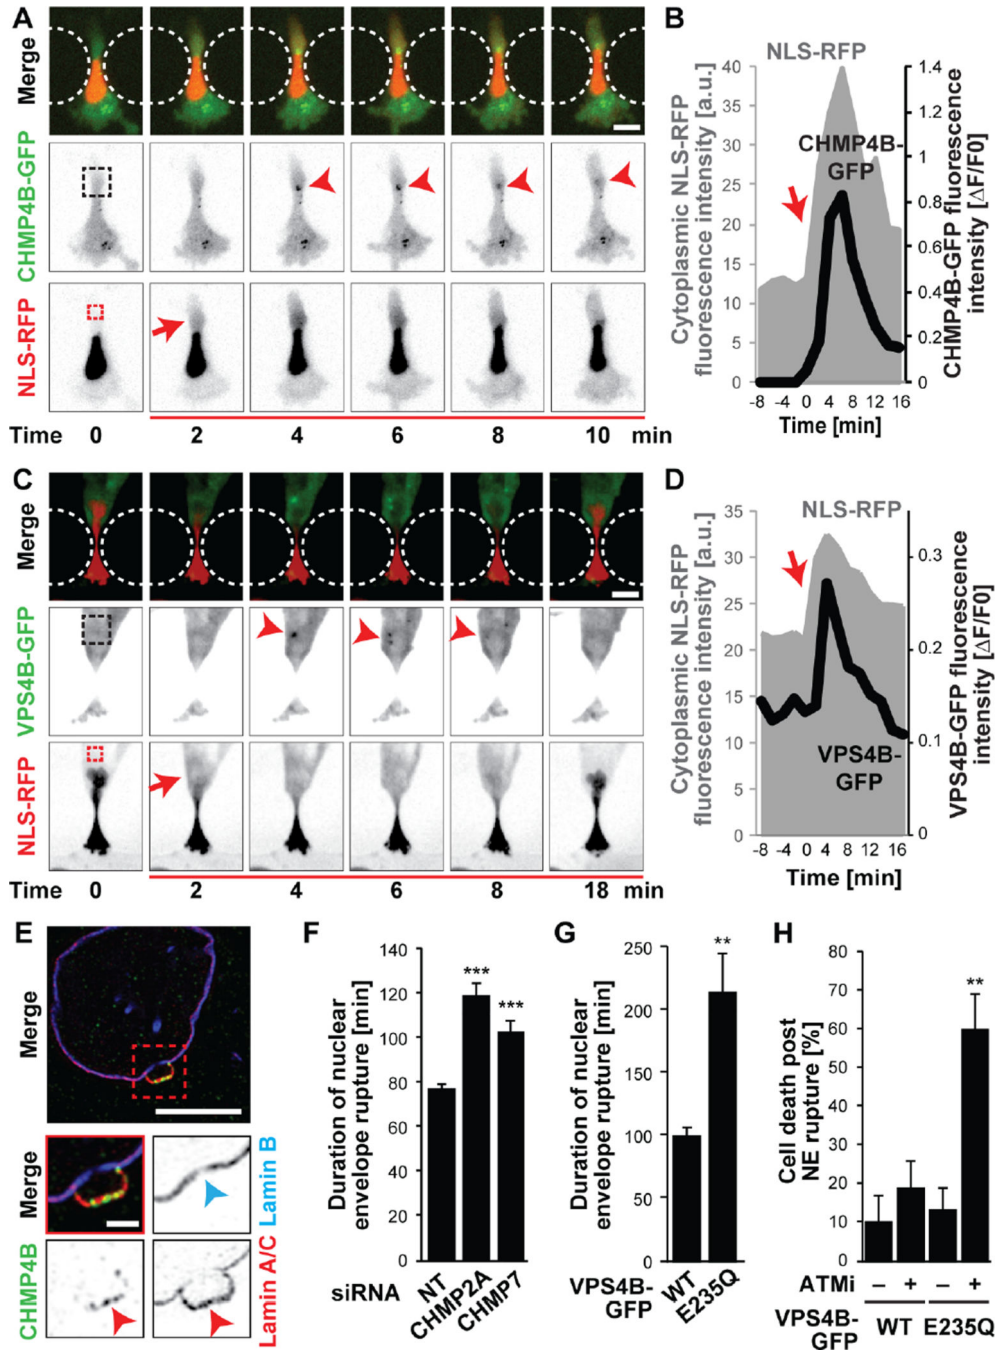 A
Merge
CHMP4B-GFP
NLS-RFP
Time 0 2 4 6 8 10 min
B
NLS-RFP
CHMP4B-
GFP
Cytoplasmic NLS-RFP
fluorescence intensity [a.u.]
40
35
30
25
20
15
10
5
0
1.4
1.2
1
0.8
0.6
0.4
0.2
0
CHMP4B-GFP fluorescence
intensity [ΔF/F0]
-8 -4 0 4 8 12 16
Time [min]
C
Merge
VPS4B-GFP
NLS-RFP
Time 0 2 4 6 8 18 min
D
NLS-RFP
VPS4B-
GFP
Cytoplasmic NLS-RFP
fluorescence intensity [a.u.]
35
30
25
20
15
10
5
0
0.3
0.2
0.1
0
VPS4B-GFP fluorescence
intensity [ΔF/F0]
-8 -4 0 4 8 12 16
Time [min]
E
Merge
Merge
Lamin B
CHMP4B
Lamin A/C
F
Duration of nuclear
envelope rupture [min]
140
120
100
80
60
40
20
0
***
***
siRNA
NT
CHMP2A
CHMP7
G
Duration of nuclear
envelope rupture [min]
250
200
150
100
50
0
**
VPS4B-
GFP
WT
E235Q
H
Cell death post
NE rupture [%]
80
70
60
50
40
30
20
10
0
**
ATMi – + – +
VPS4B-
GFP
WT E235Q